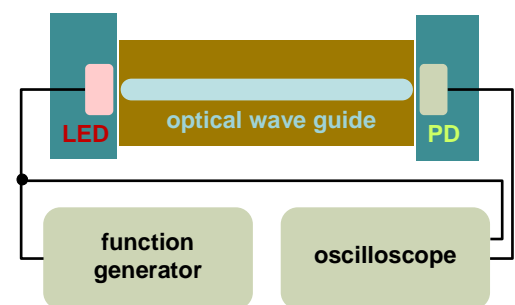 optical wave guide
LED
PD
function
generator
oscilloscope